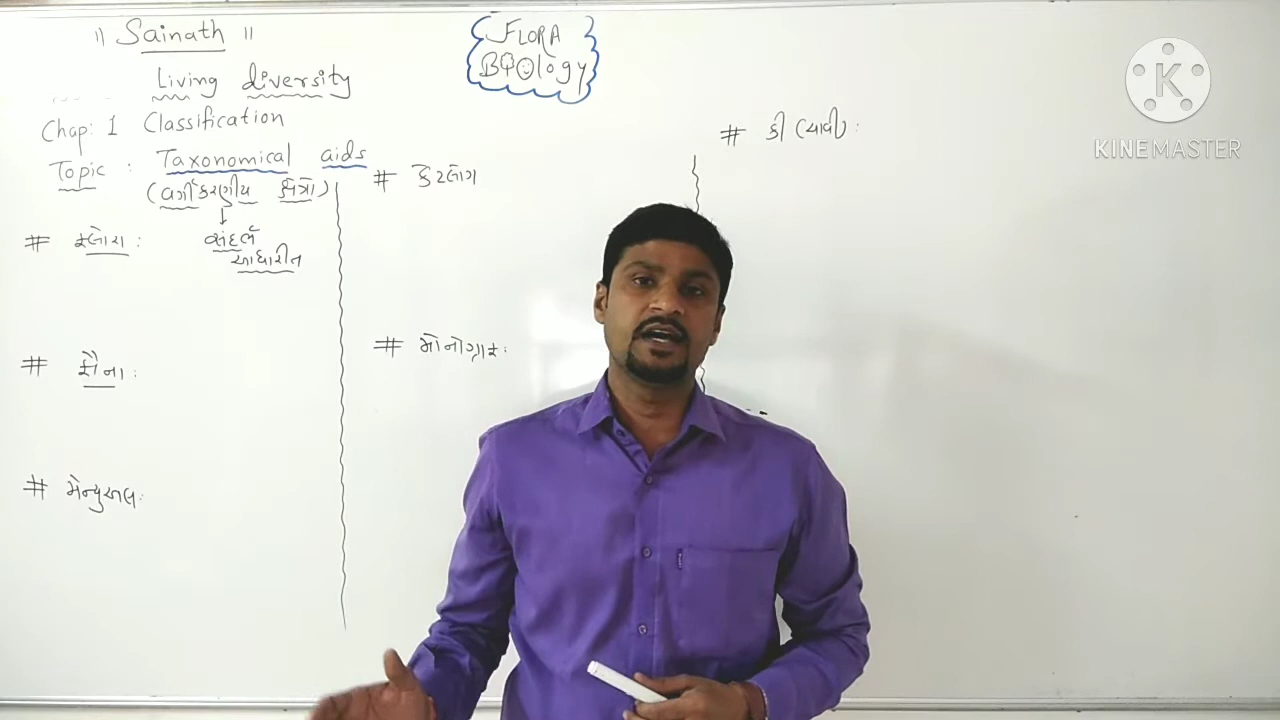 ॥ Sainath ॥
FLORA
BIOlogy
Living diversity
Chap: 1 Classification
Topic : Taxonomical aids
(વર્ગીકરણીય ક્ષેત્રો)
↓
સંદર્ભ
આધારીત
# ફ્લોરા :
# ફૌના :
# મેન્યુઅલ :
# કેટલોગ
# મોનોગ્રાફ :
# કી (ચાવી) :
K
KINEMASTER